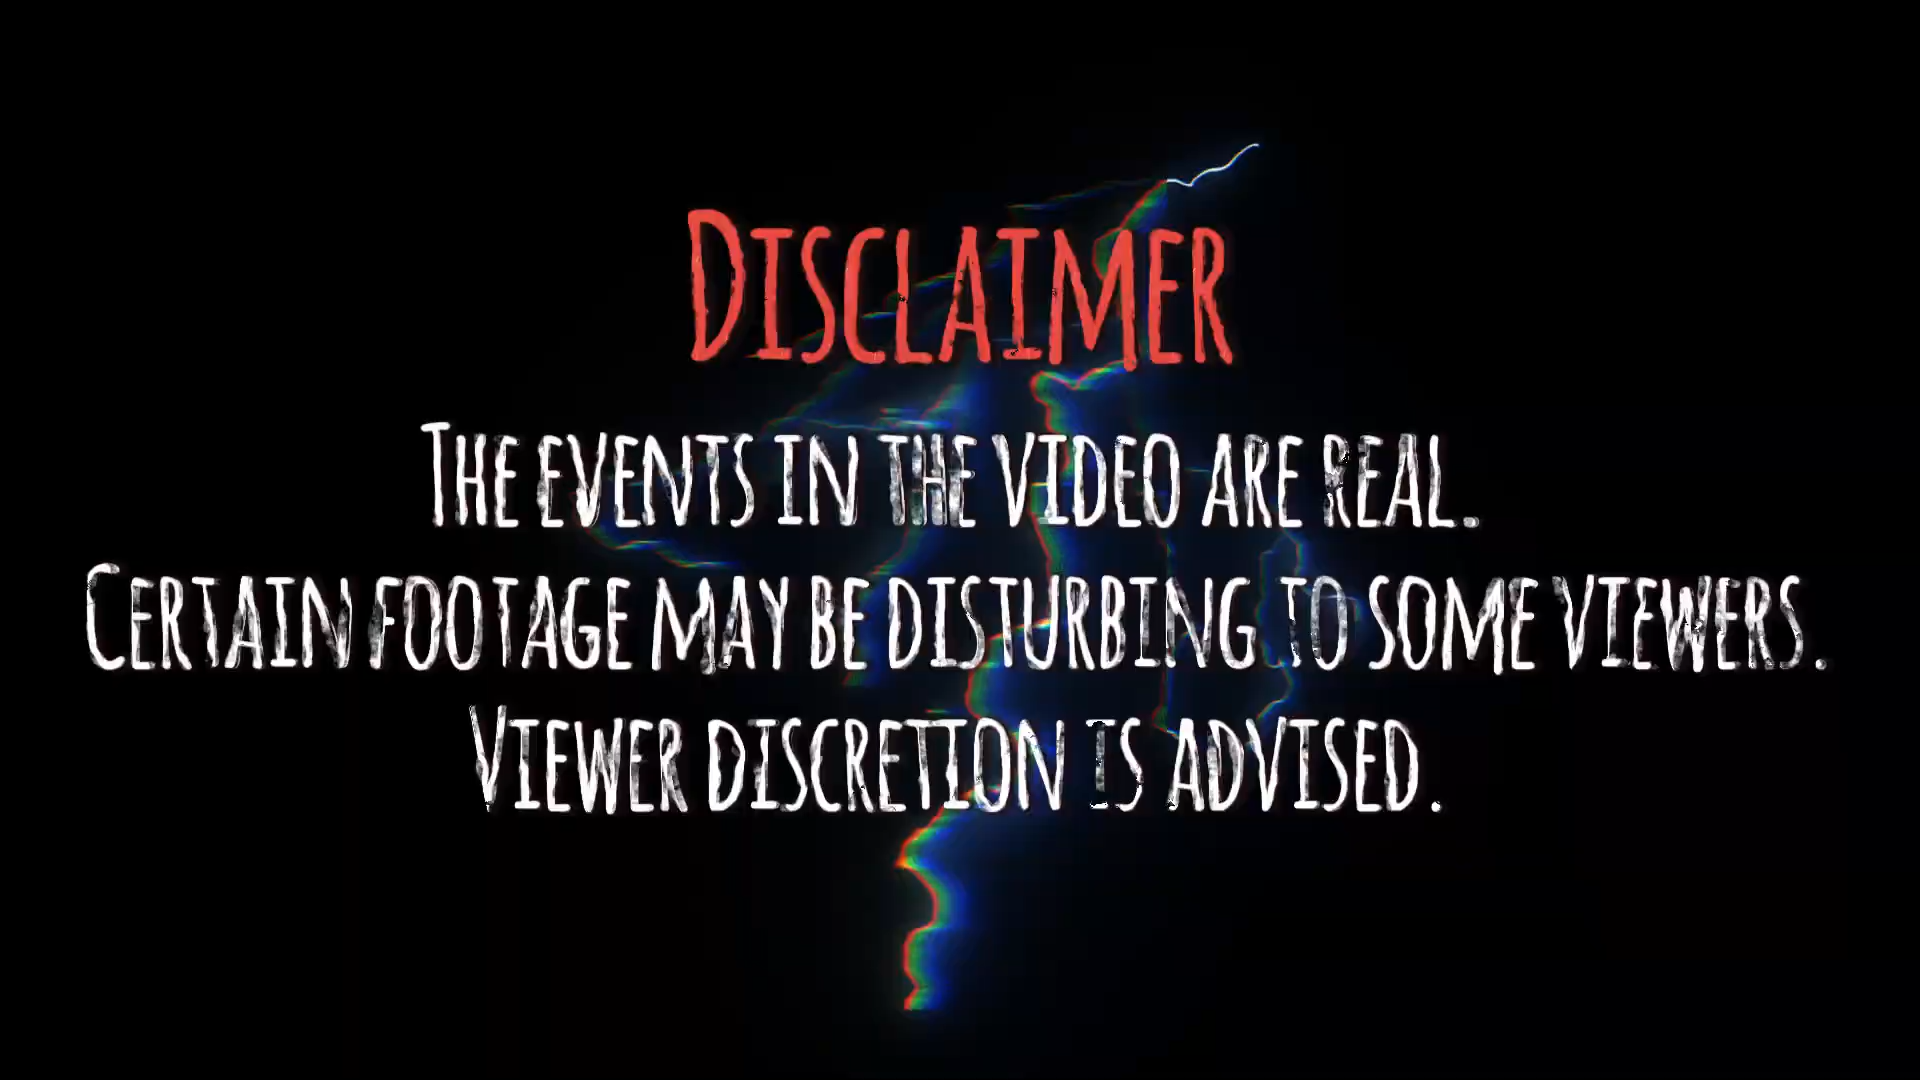 Disclaimer
The events in the video are real.
Certain footage may be disturbing to some viewers.
Viewer discretion is advised.